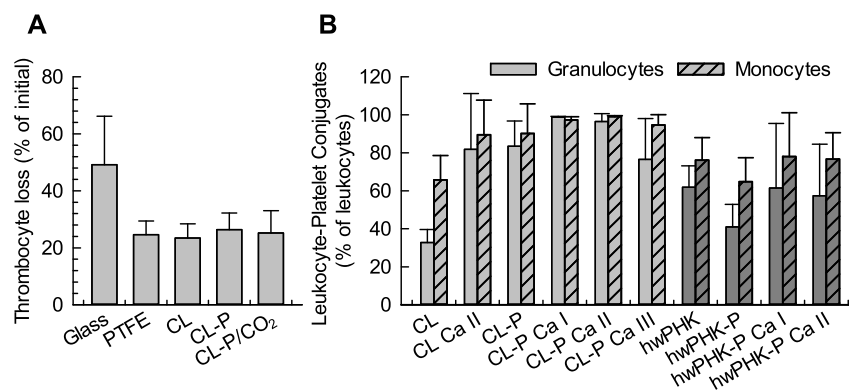 A
B
Thrombocyte loss (% of initial)
80
60
40
20
0
Glass
PTFE
CL
CL-P
CL-P/CO₂
Leukocyte-Platelet Conjugates
(% of leukocytes)
120
100
80
60
40
20
0
Granulocytes
Monocytes
CL
CL Ca II
CL-P
CL-P Ca I
CL-P Ca II
CL-P Ca III
hwPHK
hwPHK-P
hwPHK-P Ca I
hwPHK-P Ca II